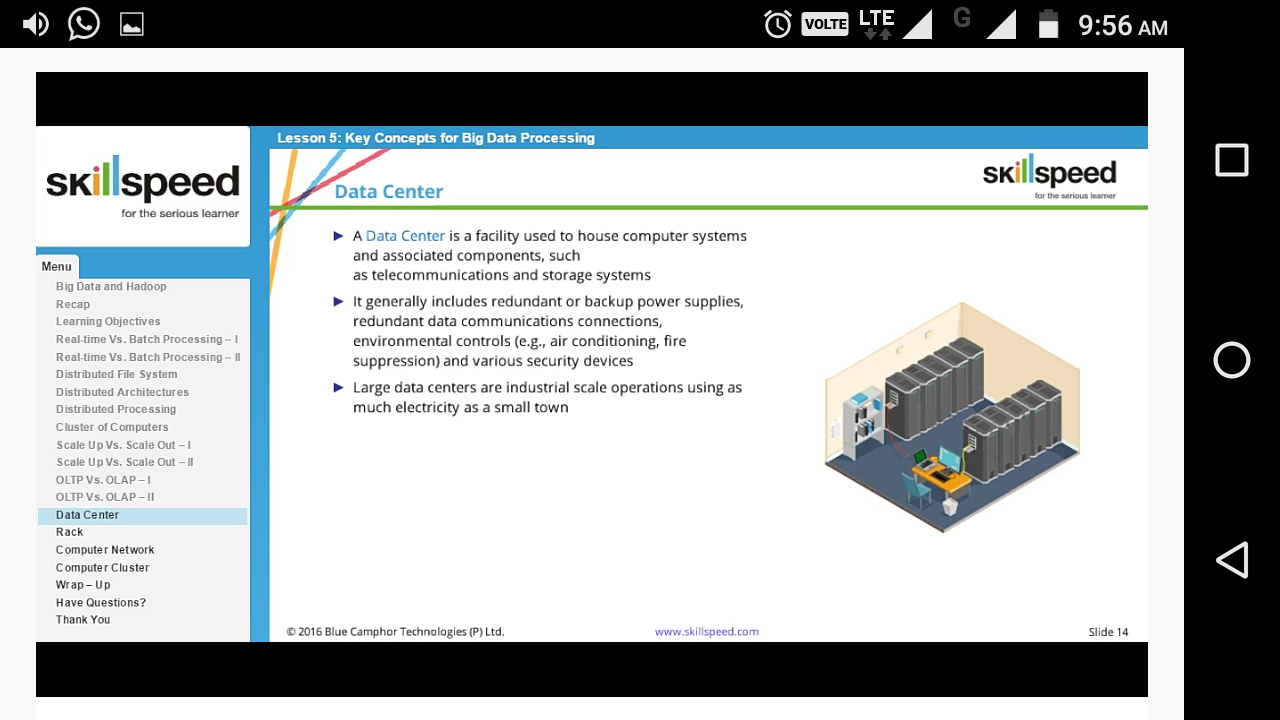 VOLTE LTE G 9:56 AM
skillspeed
for the serious learner
Menu
Big Data and Hadoop
Recap
Learning Objectives
Real-time Vs. Batch Processing – I
Real-time Vs. Batch Processing – II
Distributed File System
Distributed Architectures
Distributed Processing
Cluster of Computers
Scale Up Vs. Scale Out – I
Scale Up Vs. Scale Out – II
OLTP Vs. OLAP – I
OLTP Vs. OLAP – II
Data Center
Rack
Computer Network
Computer Cluster
Wrap – Up
Have Questions?
Thank You
Lesson 5: Key Concepts for Big Data Processing
Data Center
skillspeed
for the serious learner
A Data Center is a facility used to house computer systems
and associated components, such
as telecommunications and storage systems
It generally includes redundant or backup power supplies,
redundant data communications connections,
environmental controls (e.g., air conditioning, fire
suppression) and various security devices
Large data centers are industrial scale operations using as
much electricity as a small town
© 2016 Blue Camphor Technologies (P) Ltd.
www.skillspeed.com
Slide 14